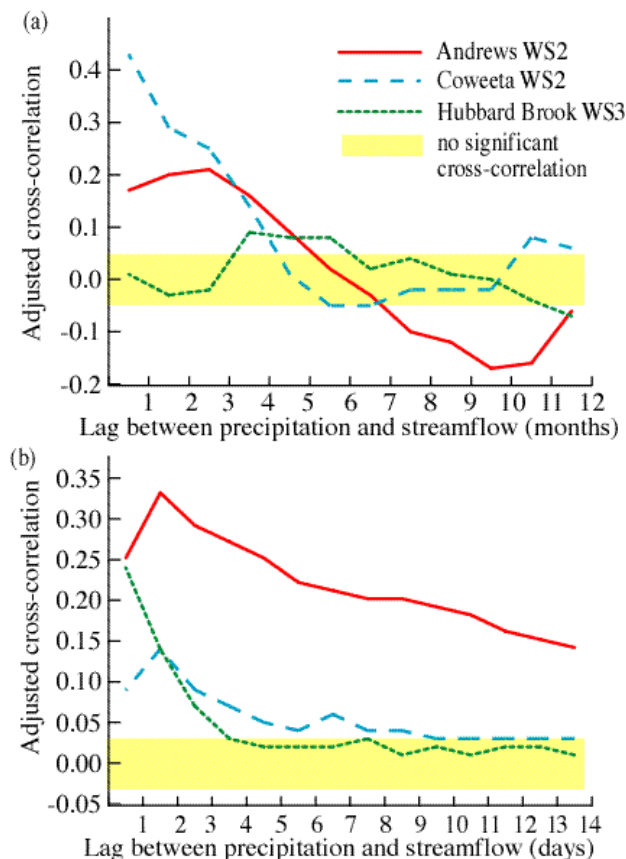 (a)
Andrews WS2
Coweeta WS2
Hubbard Brook WS3
no significant
cross-correlation
Adjusted cross-correlation
0.4
0.3
0.2
0.1
0.0
-0.1
-0.2
1 2 3 4 5 6 7 8 9 10 11 12
Lag between precipitation and streamflow (months)
(b)
Adjusted cross-correlation
0.35
0.30
0.25
0.20
0.15
0.10
0.05
0.00
-0.05
1 2 3 4 5 6 7 8 9 10 11 12 13 14
Lag between precipitation and streamflow (days)